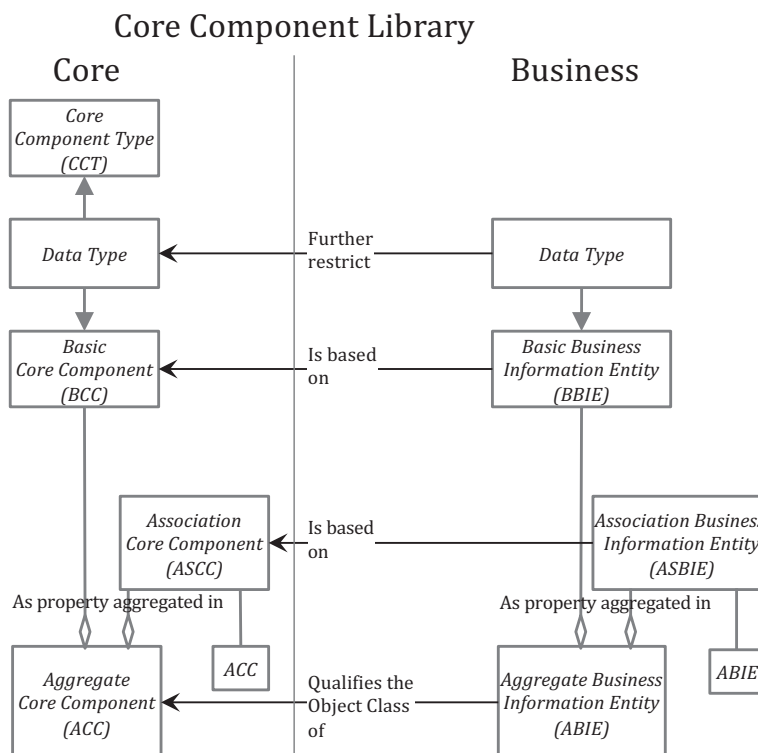 Core Component Library
Core
Business
Core
Component Type
(CCT)
Data Type
Further
restrict
Data Type
Basic
Core Component
(BCC)
Is based
on
Basic Business
Information Entity
(BBIE)
Association
Core Component
(ASCC)
Is based
on
Association Business
Information Entity
(ASBIE)
As property aggregated in
As property aggregated in
ACC
ABIE
Aggregate
Core Component
(ACC)
Qualifies the
Object Class
of
Aggregate Business
Information Entity
(ABIE)